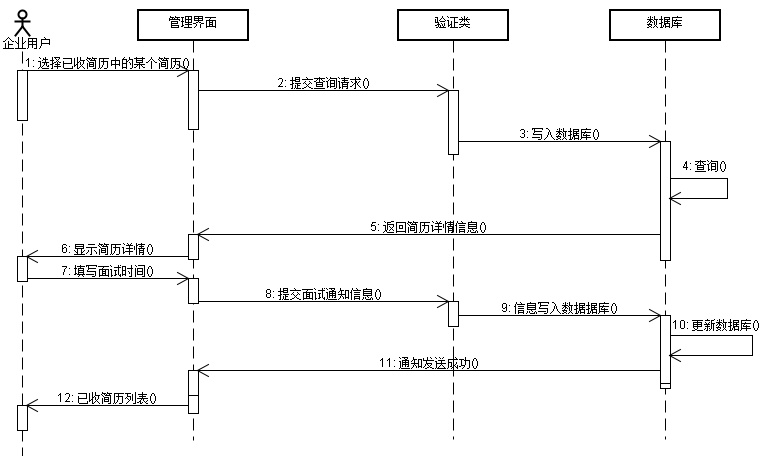 管理界面
验证类
数据库
企业用户
1: 选择已收简历中的某个简历()
2: 提交查询请求()
3: 写入数据库()
4: 查询()
5: 返回简历详情信息()
6: 显示简历详情()
7: 填写面试时间()
8: 提交面试通知信息()
9: 信息写入数据据库()
10: 更新数据库()
11: 通知发送成功()
12: 已收简历列表()